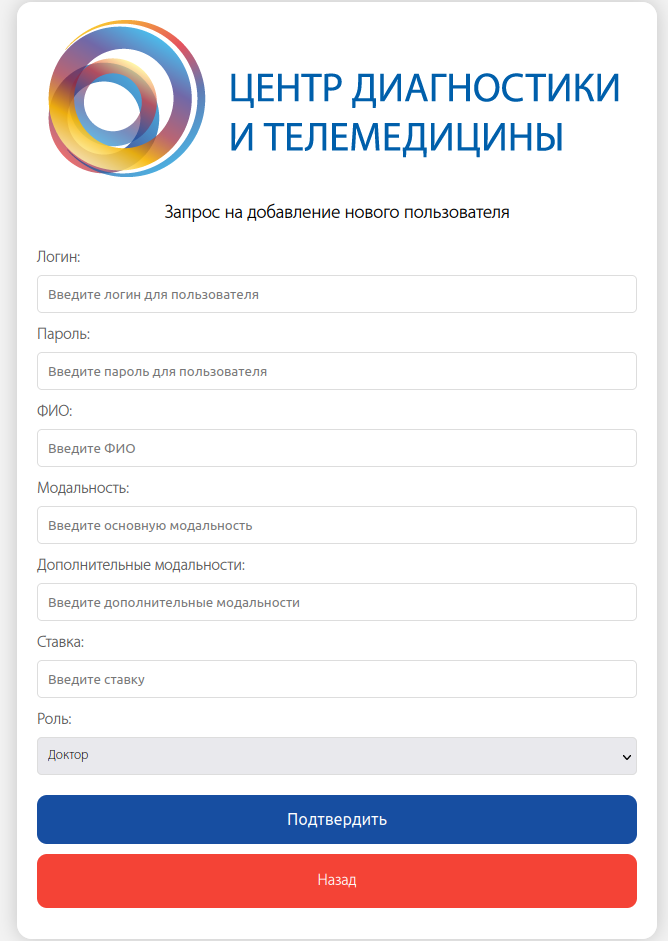 ЦЕНТР ДИАГНОСТИКИ
И ТЕЛЕМЕДИЦИНЫ
Запрос на добавление нового пользователя
Логин:
Введите логин для пользователя
Пароль:
Введите пароль для пользователя
ФИО:
Введите ФИО
Модальность:
Введите основную модальность
Дополнительные модальности:
Введите дополнительные модальности
Ставка:
Введите ставку
Роль:
Доктор
Подтвердить
Назад